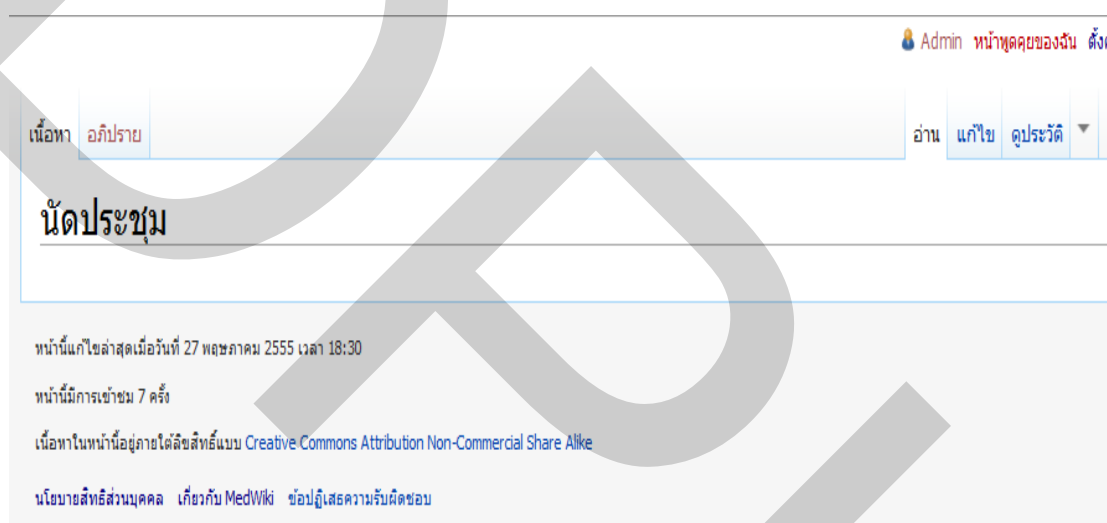 Admin หน้าพูดคุยของฉัน
เนื้อหา อภิปราย อ่าน แก้ไข ดูประวัติ
นัดประชุม
หน้านี้แก้ไขล่าสุดเมื่อวันที่ 27 พฤษภาคม 2555 เวลา 18:30
หน้านี้มีการเข้าชม 7 ครั้ง
เนื้อหาในหน้านี้อยู่ภายใต้ลิขสิทธิ์แบบ Creative Commons Attribution Non-Commercial Share Alike
นโยบายสิทธิส่วนบุคคล เกี่ยวกับ MedWiki ข้อปฏิเสธความรับผิดชอบ